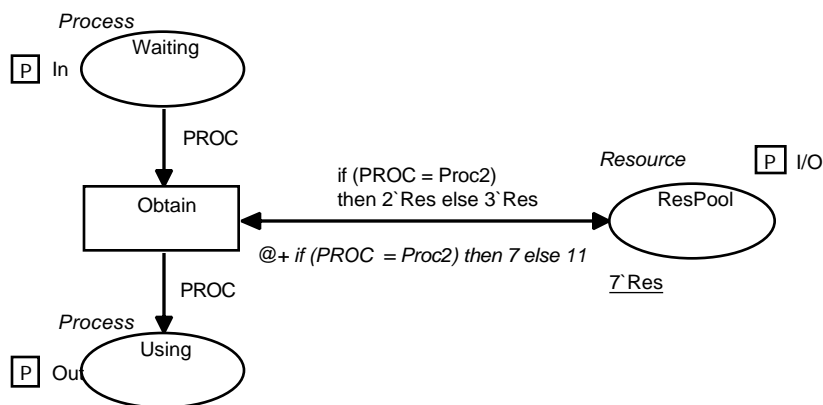 Process
Waiting
P In
PROC
if (PROC = Proc2)
then 2`Res else 3`Res
Resource
P I/O
Obtain
ResPool
@+ if (PROC = Proc2) then 7 else 11
7`Res
PROC
Process
Using
P Out